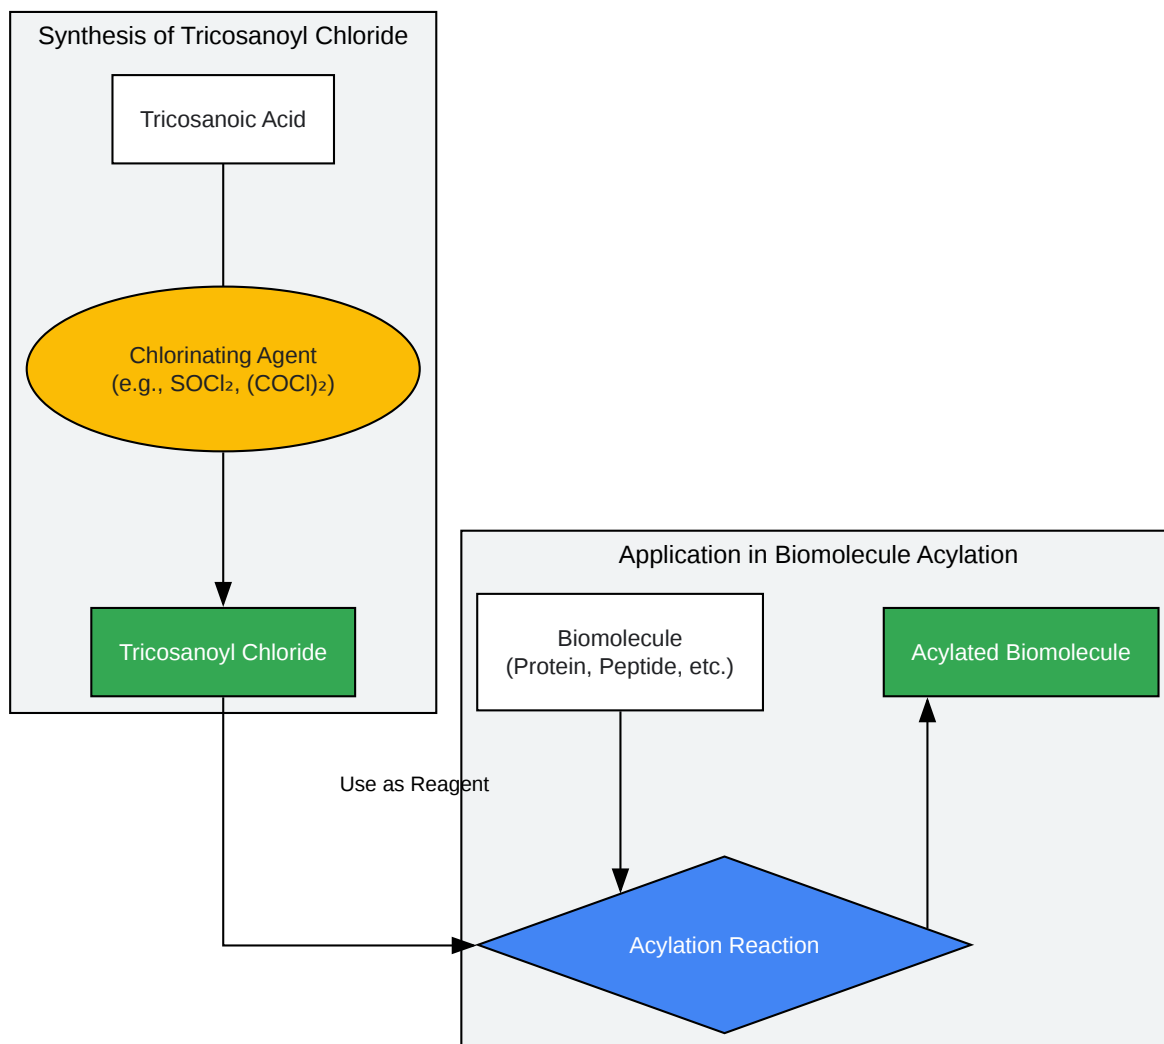 Synthesis of Tricosanoyl Chloride
Tricosanoic Acid
Chlorinating Agent
(e.g., SOCl₂, (COCl)₂)
Tricosanoyl Chloride
Use as Reagent
Application in Biomolecule Acylation
Biomolecule
(Protein, Peptide, etc.)
Acylated Biomolecule
Acylation Reaction